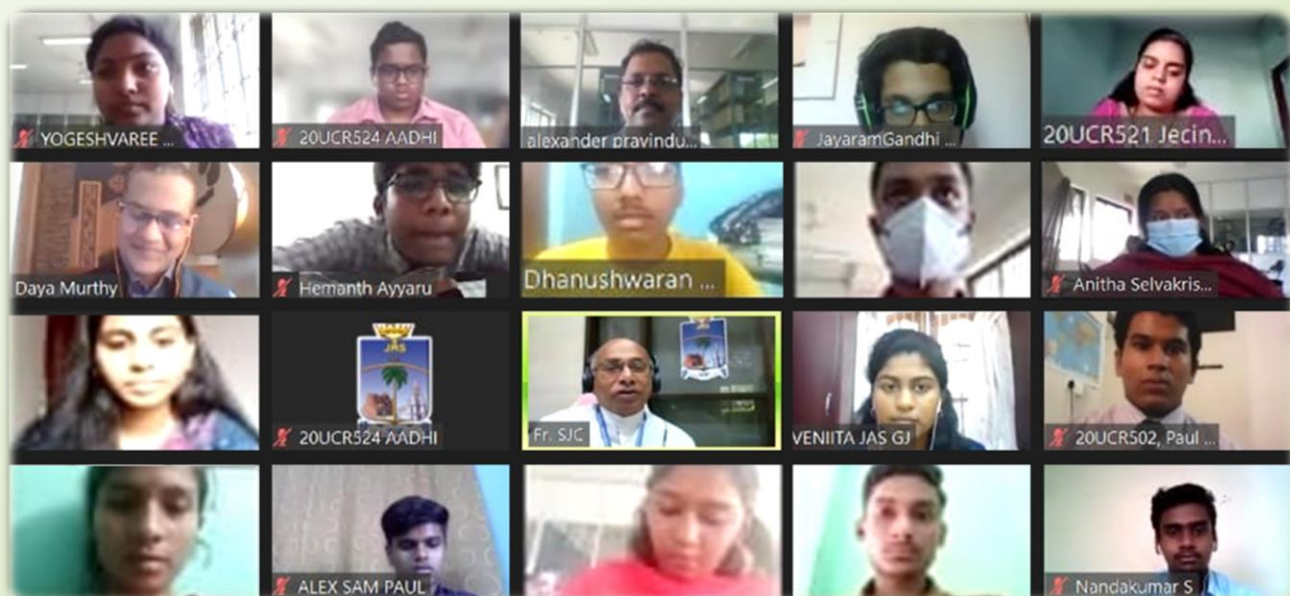 YOGESHVAREE ...
20UCR524 AADHI
alexander pravindu...
JayaramGandhi ...
20UCR521 Jecin...
Daya Murthy
Hemanth Ayyaru
Dhanushwaran ...
Anitha Selvakris...
JRS
20UCR524 AADHI
Fr. SJC
VENIITA JAS GJ
20UCR502, Paul ...
ALEX SAM PAUL
Nandakumar S